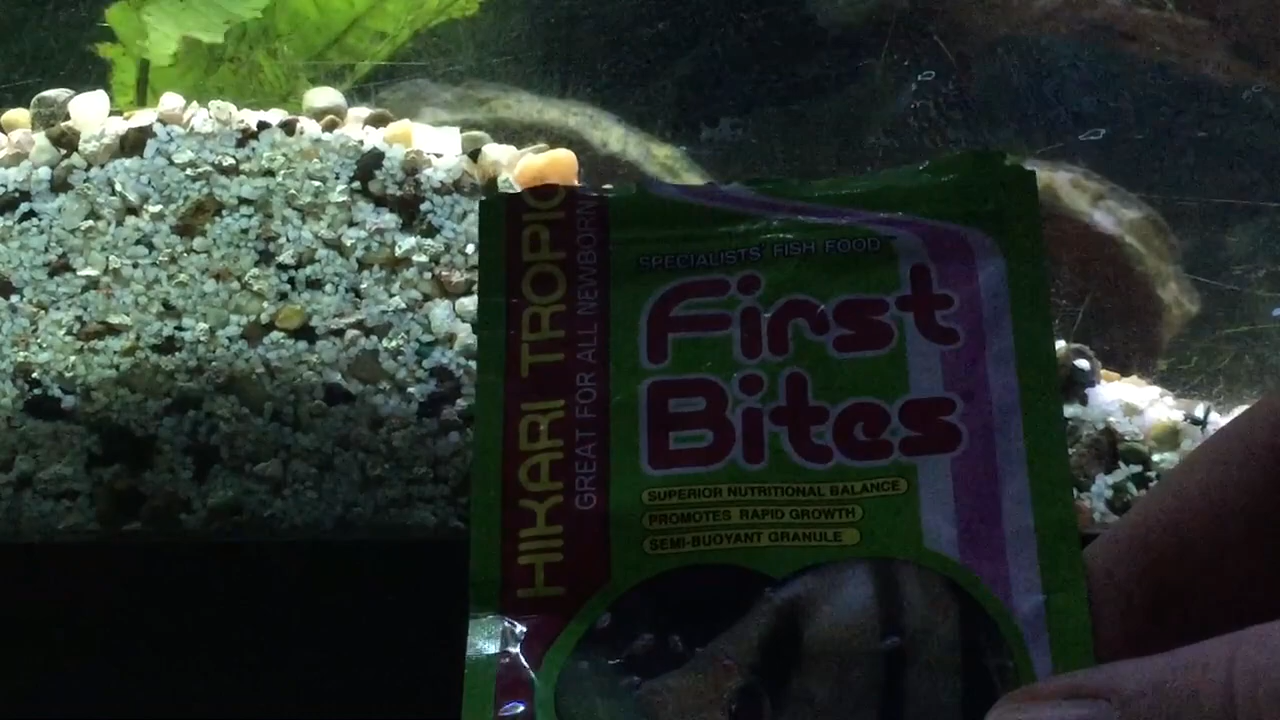 HIKARI TROPIC
GREAT FOR ALL NEWBORN
SPECIALISTS' FISH FOOD
First
Bites
SUPERIOR NUTRITIONAL BALANCE
PROMOTES RAPID GROWTH
SEMI-BUOYANT GRANULE